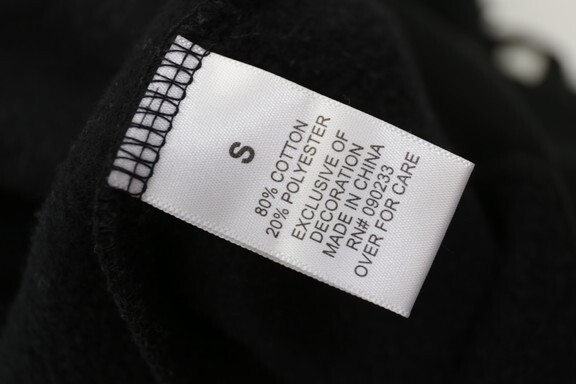 S
80% COTTON
20% POLYESTER
EXCLUSIVE OF
DECORATION
MADE IN CHINA
RN# 090233
OVER FOR CARE